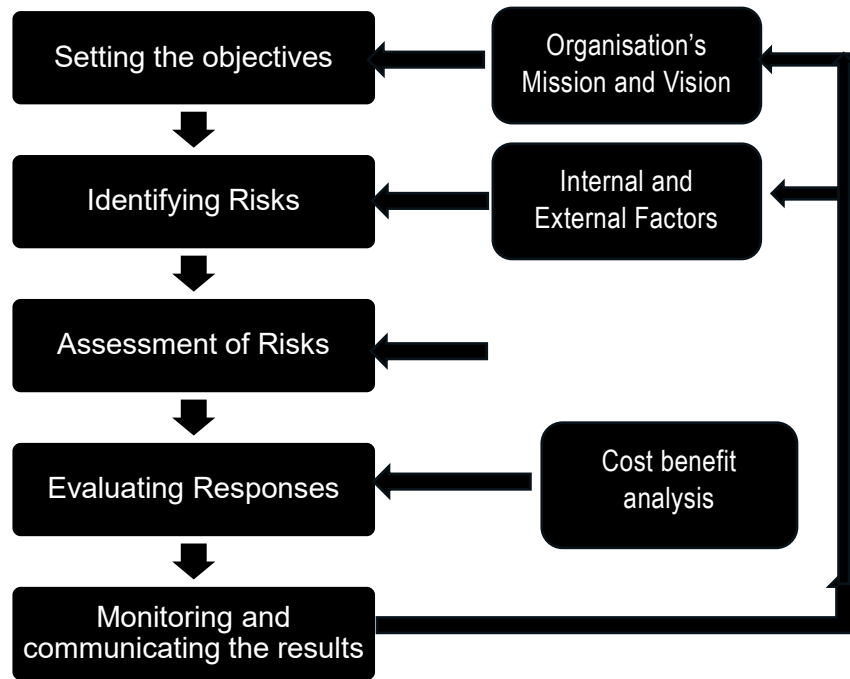 Setting the objectives
Organisation’s
Mission and Vision
Identifying Risks
Internal and
External Factors
Assessment of Risks
Evaluating Responses
Cost benefit
analysis
Monitoring and
communicating the results